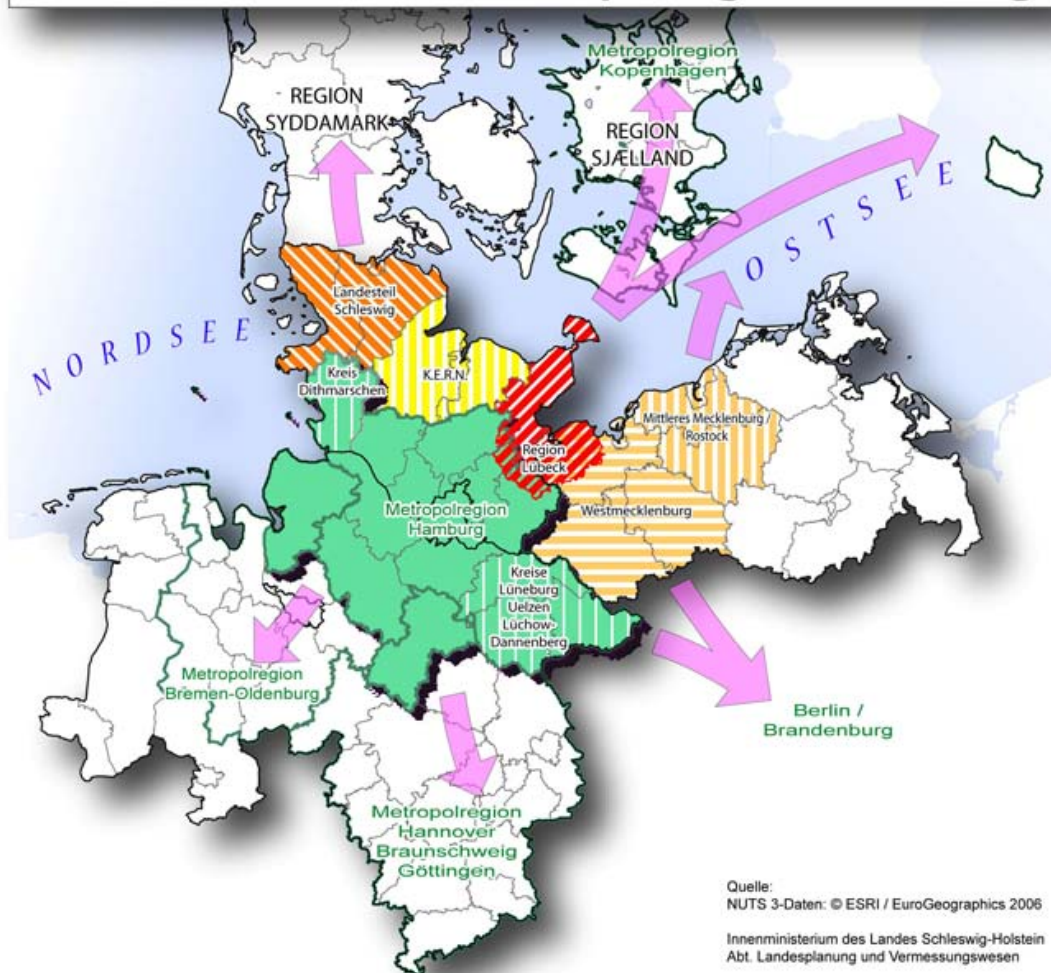 Metropolregion
Kopenhagen
REGION
SYDDAMARK
REGION
SJÆLLAND
OSTSEE
NORDSEE
Landesteil
Schleswig
Kreis
Dithmarschen
K.E.R.N.
Region
Lübeck
Mittleres Mecklenburg /
Rostock
Westmecklenburg
Metropolregion
Hamburg
Kreise
Lüneburg
Uelzen
Lüchow-
Dannenberg
Metropolregion
Bremen-Oldenburg
Berlin /
Brandenburg
Metropolregion
Hannover
Braunschweig
Göttingen
Quelle:
NUTS 3-Daten: © ESRI / EuroGeographics 2006
Innenministerium des Landes Schleswig-Holstein
Abt. Landesplanung und Vermessungswesen